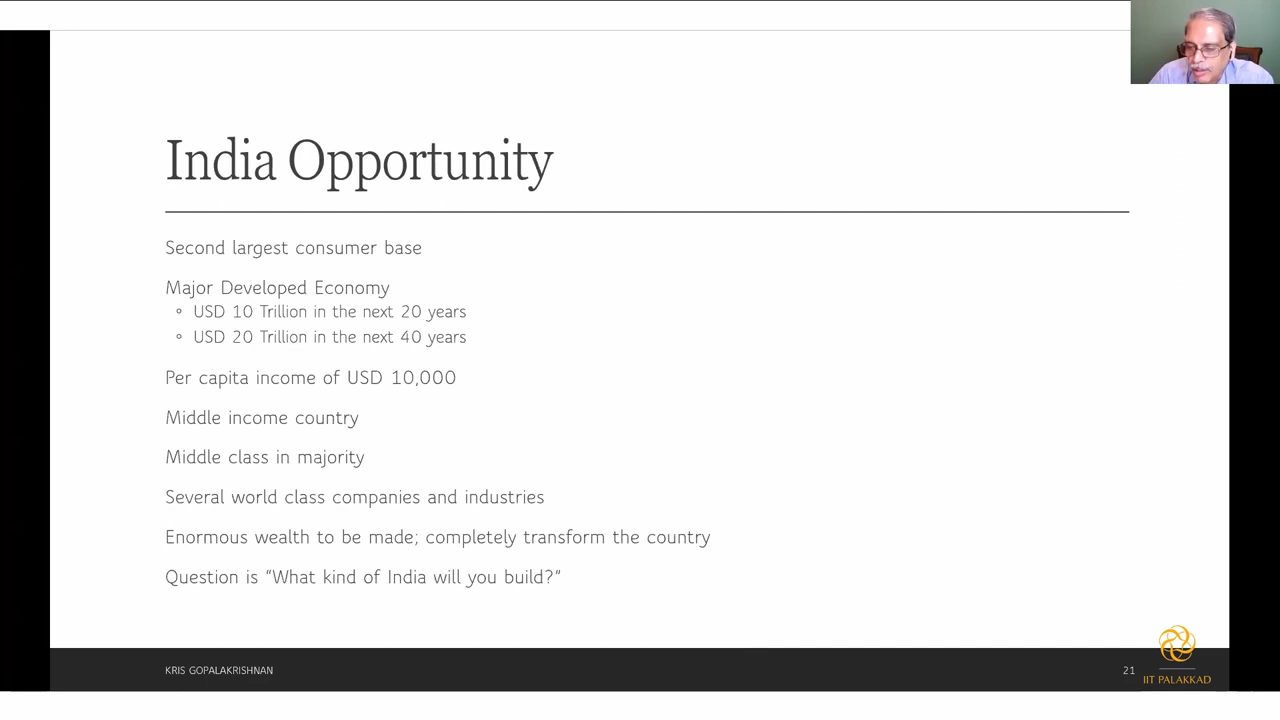 India Opportunity
Second largest consumer base
Major Developed Economy
◦ USD 10 Trillion in the next 20 years
◦ USD 20 Trillion in the next 40 years
Per capita income of USD 10,000
Middle income country
Middle class in majority
Several world class companies and industries
Enormous wealth to be made; completely transform the country
Question is “What kind of India will you build?”
KRIS GOPALAKRISHNAN
21
IIT PALAKKAD